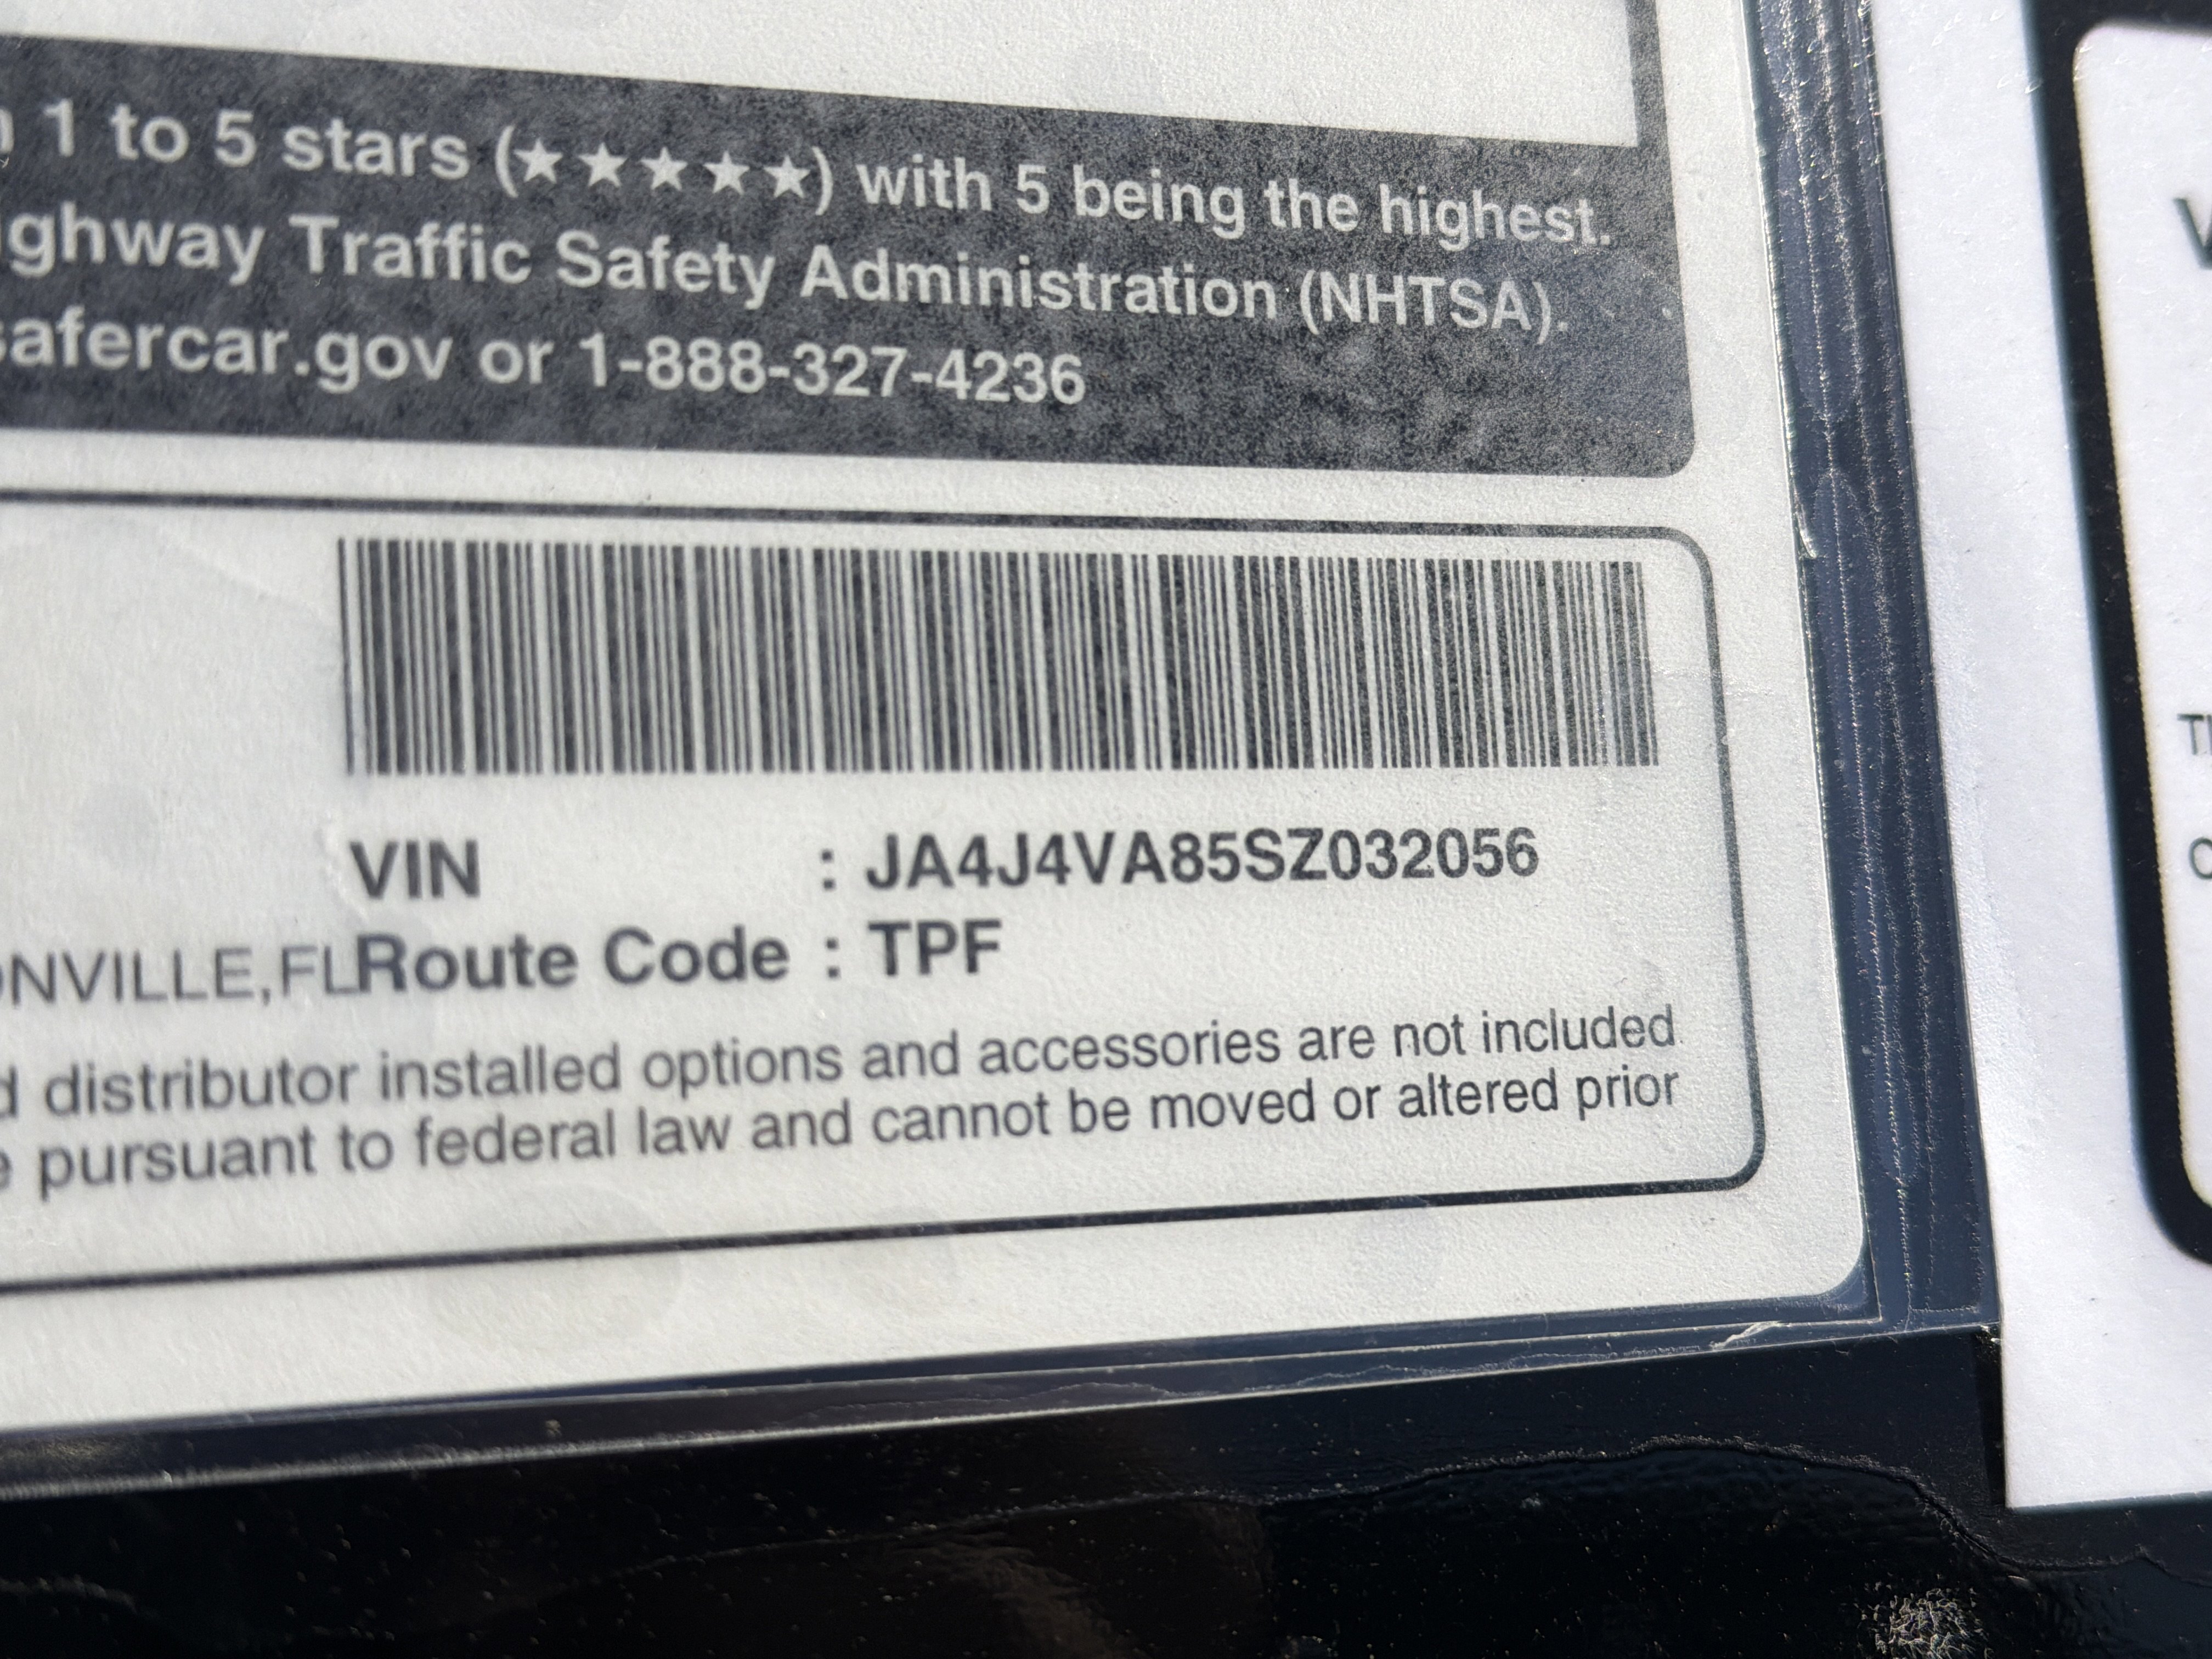 1 to 5 stars (★★★★★) with 5 being the highest.
ghway Traffic Safety Administration (NHTSA).
safercar.gov or 1-888-327-4236
VIN : JA4J4VA85SZ032056
NVILLE,FL Route Code : TPF
d distributor installed options and accessories are not included
e pursuant to federal law and cannot be moved or altered prior